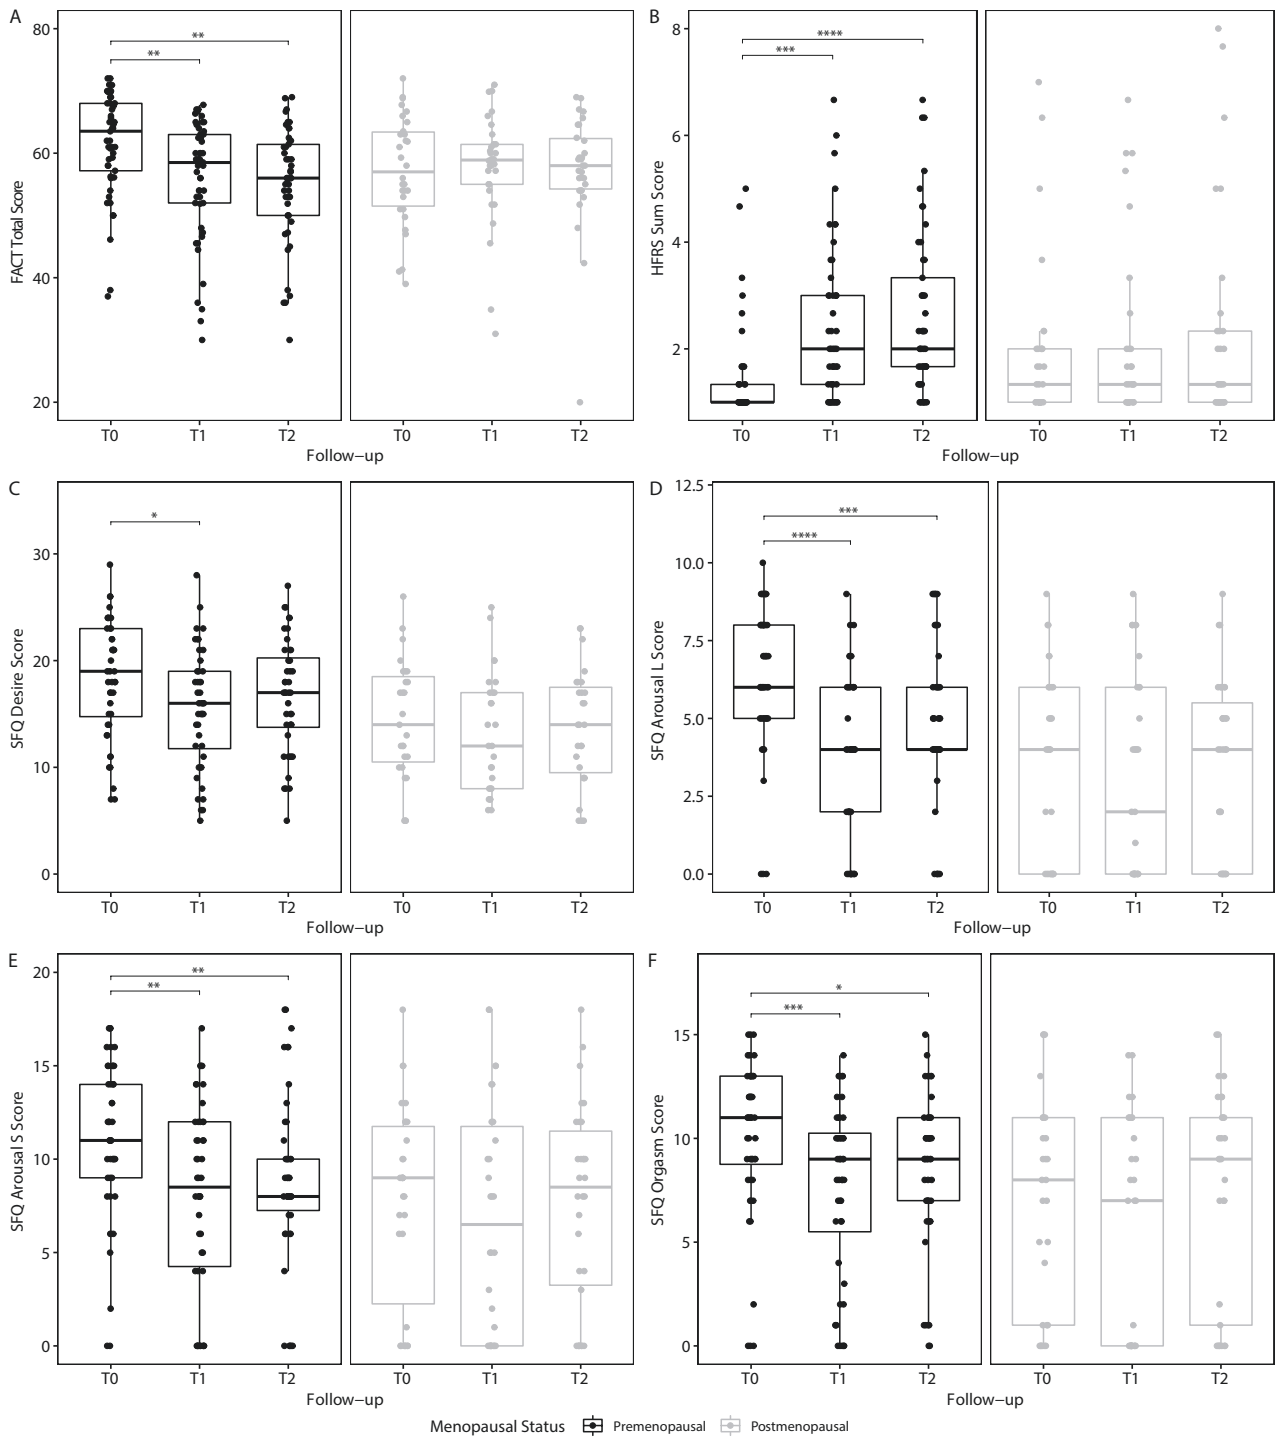 A
B
80
60
40
20
FACT Total Score
** 
**
T0 T1 T2 T0 T1 T2
Follow−up
8
6
4
2
HFRS Sum Score
****
***
T0 T1 T2 T0 T1 T2
Follow−up
C
D
30
20
10
0
SFQ Desire Score
*
T0 T1 T2 T0 T1 T2
Follow−up
12.5
10.0
7.5
5.0
2.5
0.0
SFQ Arousal L Score
***
****
T0 T1 T2 T0 T1 T2
Follow−up
E
F
20
15
10
5
0
SFQ Arousal S Score
**
**
T0 T1 T2 T0 T1 T2
Follow−up
15
10
5
0
SFQ Orgasm Score
*
***
T0 T1 T2 T0 T1 T2
Follow−up
Menopausal Status Premenopausal Postmenopausal